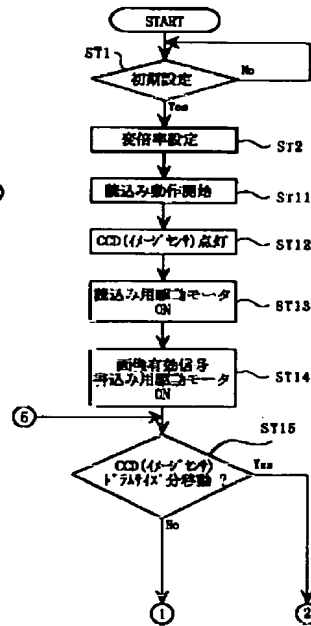 START
ST1
初期設定
No
Yes
変倍率設定
ST2
読込み動作開始
ST11
CCD(イメージセンサ)点灯
ST12
読込み用駆動モータ
ON
ST13
画像有効信号
書込み用駆動モータ
ON
ST14
6
ST15
CCD(イメージセンサ)
ドラムサイズ分移動 ?
Yes
No
1
2